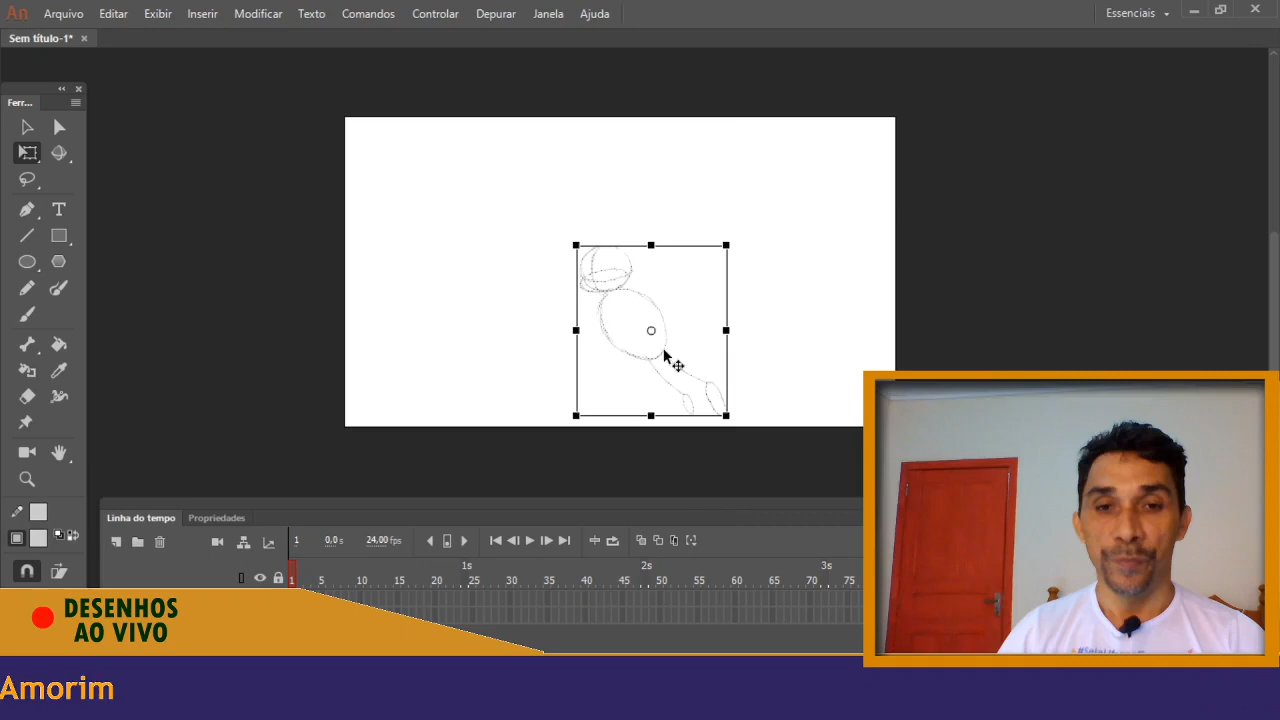 An Arquivo Editar Exibir Inserir Modificar Texto Comandos Controlar Depurar Janela Ajuda Essenciais
Sem título-1*
Ferr...
T
Linha do tempo Propriedades
1 0,0 s 24,00 fps
1s 2s 3s
1 5 10 15 20 25 30 35 40 45 50 55 60 65 70 75
DESENHOS
AO VIVO
Amorim